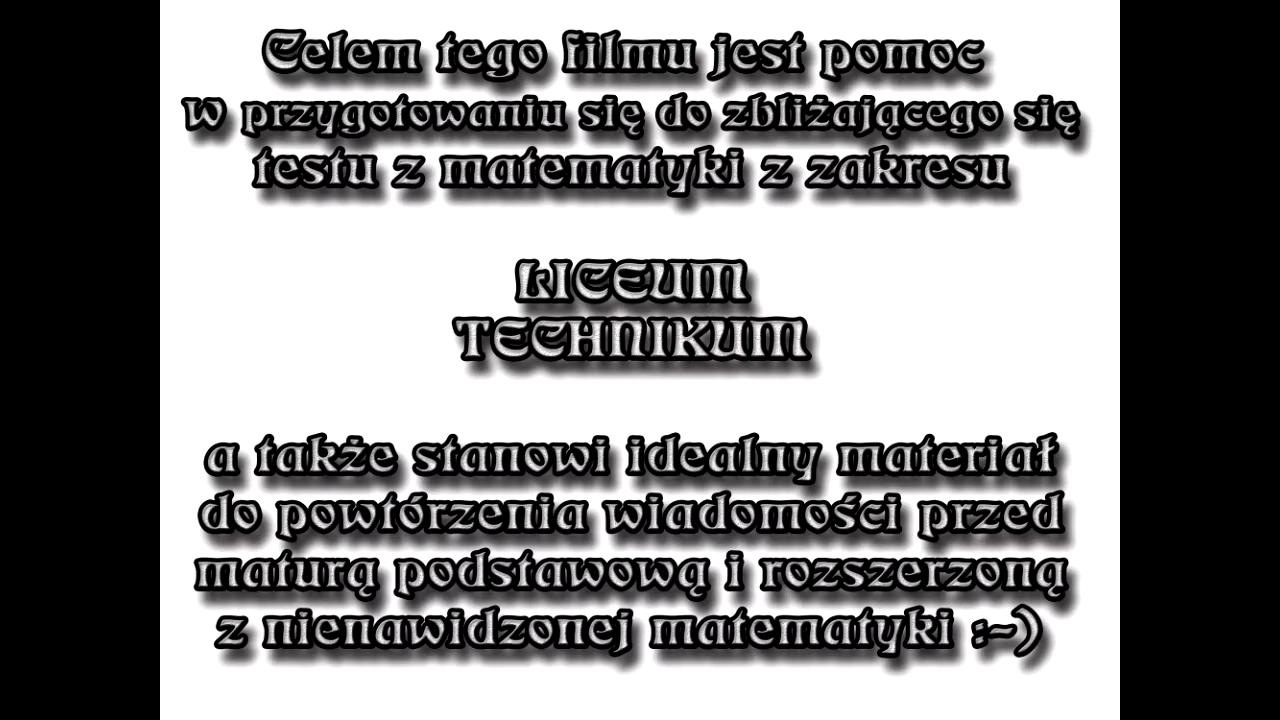 Celem tego filmu jest pomoc
w przygotowaniu się do zbliżającego się
testu z matematyki z zakresu
LICEUM
TECHNIKUM
a także stanowi idealny materiał
do powtórzenia wiadomości przed
maturą podstawową i rozszerzoną
z nienawidzonej matematyki :-)